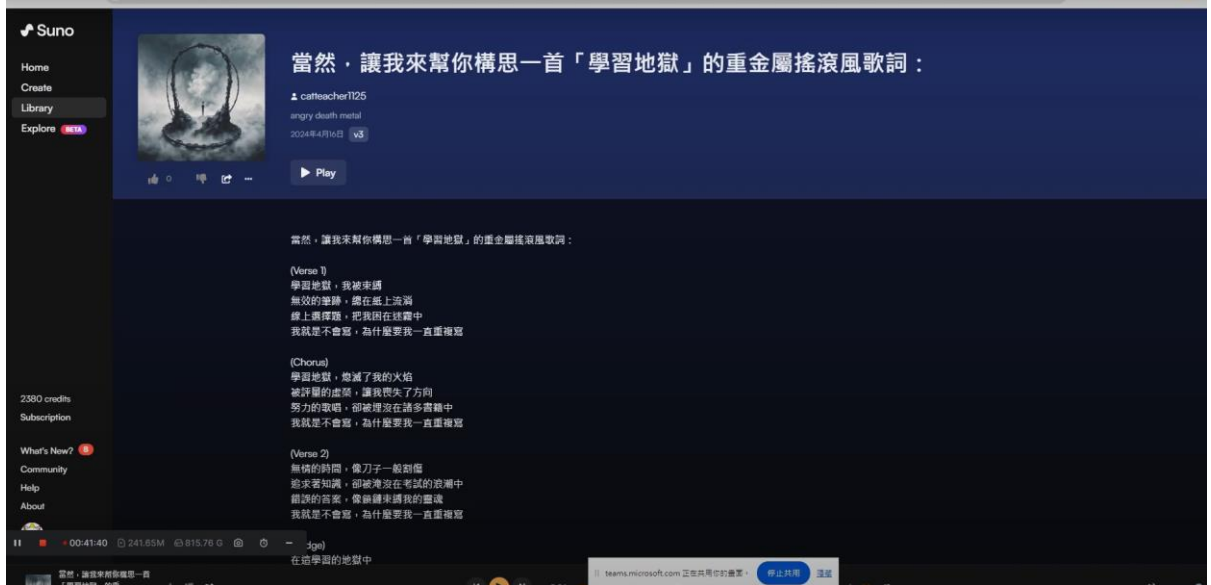 Suno
Home
Create
Library
Explore BETA
2380 credits
Subscription
What's New?
Community
Help
About
當然，讓我來幫你構思一首「學習地獄」的重金屬搖滾風歌詞：
catteacher1125
angry death metal
2024年4月16日 v3
0
Play
當然，讓我來幫你構思一首「學習地獄」的重金屬搖滾風歌詞：
(Verse 1)
學習地獄，我被束縛
無效的筆跡，總在紙上流淌
線上選擇題，把我困在迷霧中
我就是不會寫，為什麼要我一直重複寫
(Chorus)
學習地獄，熄滅了我的火焰
被評量的虛榮，讓我喪失了方向
努力的歌唱，卻被埋沒在諸多書籍中
我就是不會寫，為什麼要我一直重複寫
(Verse 2)
無情的時間，像刀子一般割傷
追求著知識，卻被淹沒在考試的浪潮中
錯誤的答案，像鎖鏈束縛我的靈魂
我就是不會寫，為什麼要我一直重複寫
dge)
在這學習的地獄中
00:41:40 241.65M 815.76 G
當然，讓我來幫你構思一首
teams.microsoft.com 正在共用你的畫面。 停止共用 隱藏